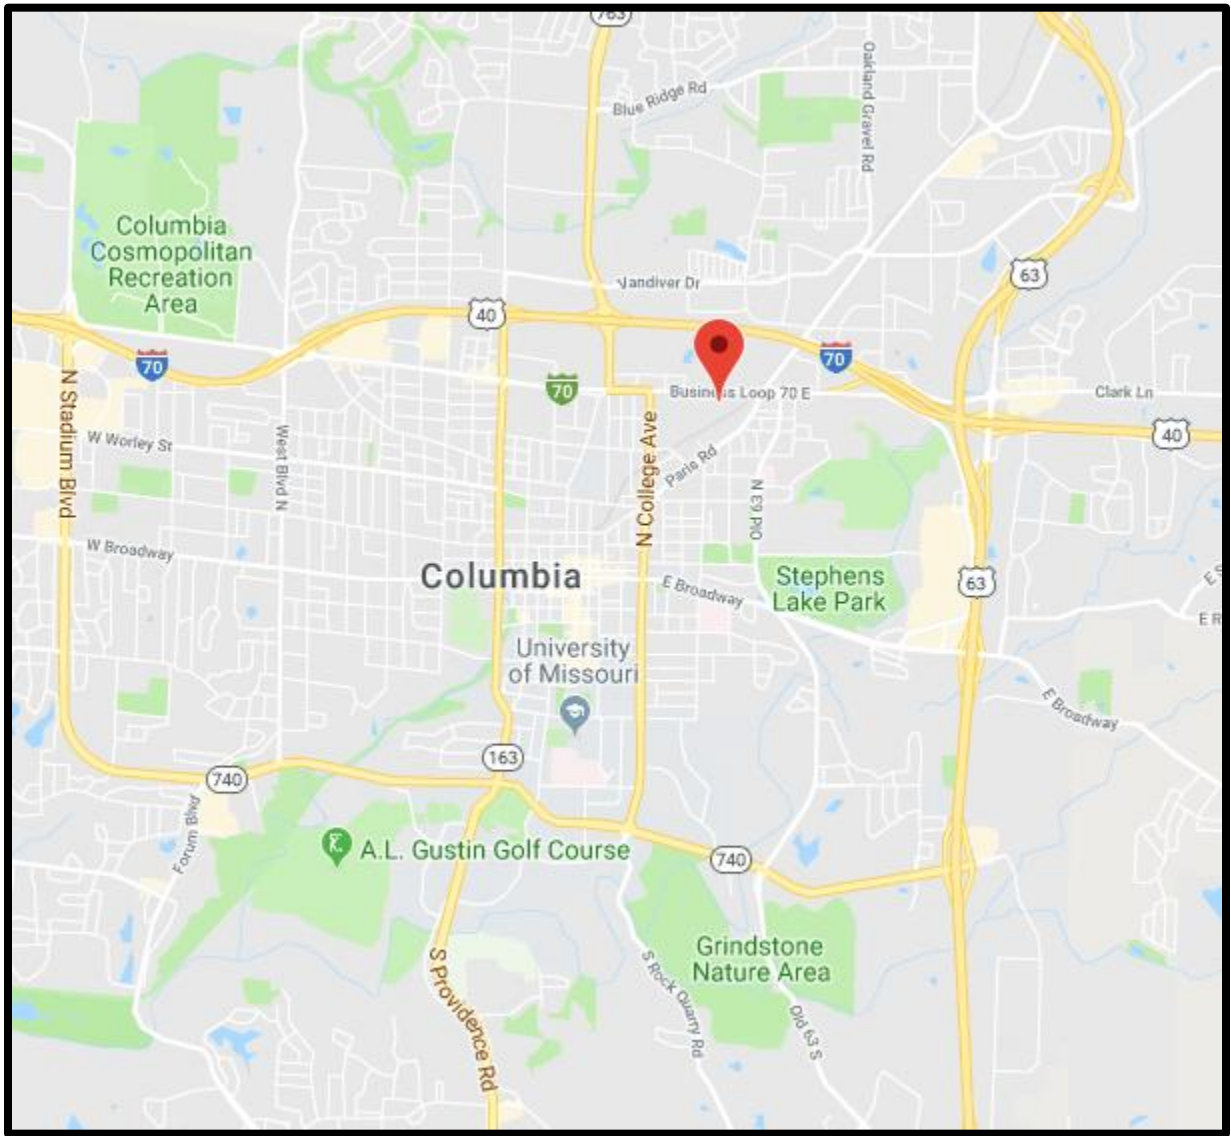 763
Blue Ridge Rd
Oakland Gravel Rd
Columbia
Cosmopolitan
Recreation
Area
63
Vandiver Dr
40
70
70
70
Business Loop 70 E
Clark Ln
40
N Stadium Blvd
W Worley St
West Blvd N
N College Ave
Paris Rd
N 63 Old
W Broadway
Columbia
E Broadway
Stephens
Lake Park
63
E S
E R
University
of Missouri
E Broadway
163
740
Forum Blvd
A.L. Gustin Golf Course
740
Grindstone
Nature Area
S Providence Rd
S Rock Quarry Rd
Old 63 S